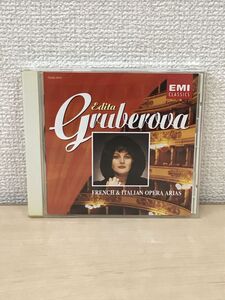 EMI
CLASSICS
Edita
Gruberova
FRENCH & ITALIAN OPERA ARIAS